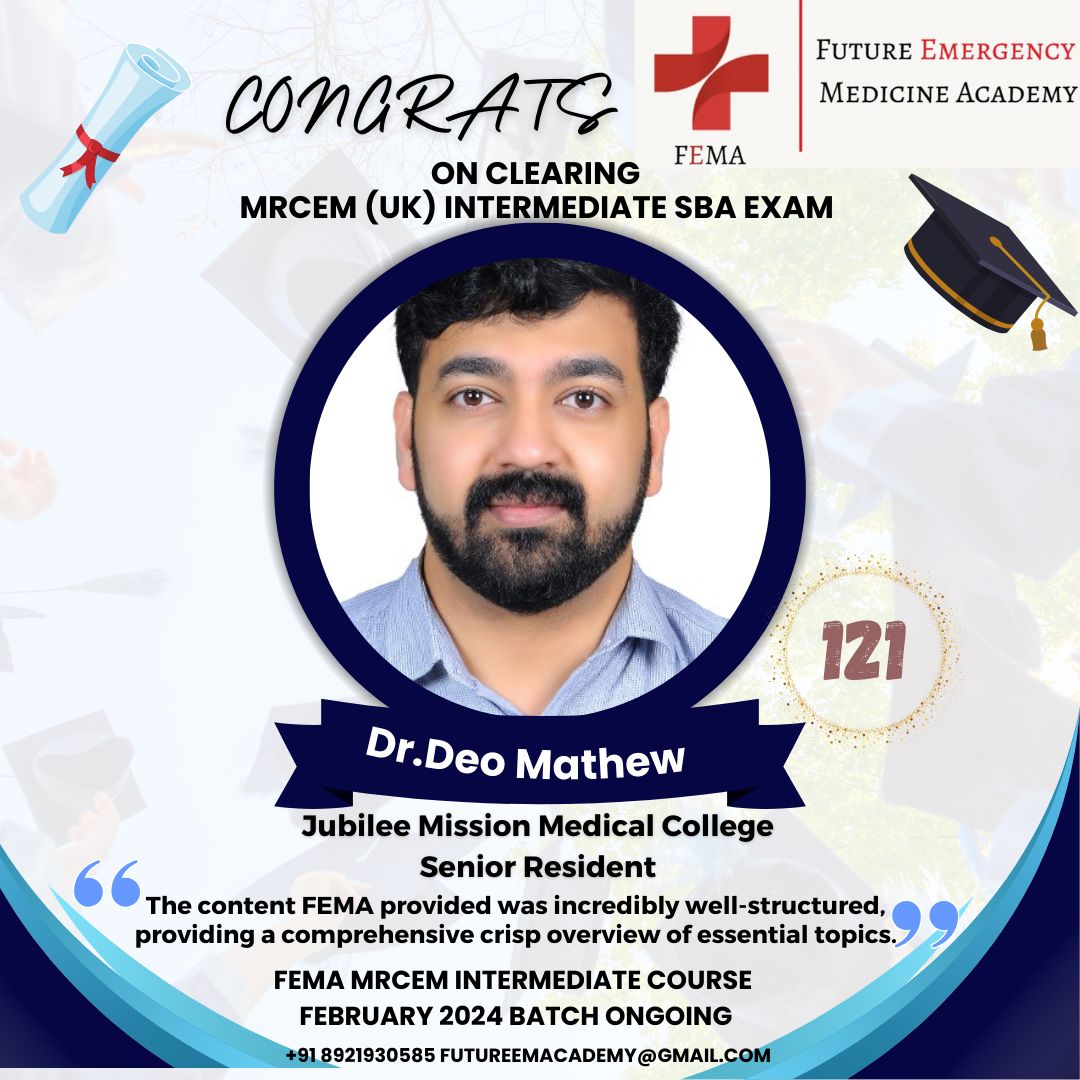 CONGRATS
FEMA
FUTURE EMERGENCY
MEDICINE ACADEMY
ON CLEARING
MRCEM (UK) INTERMEDIATE SBA EXAM
121
Dr.Deo Mathew
Jubilee Mission Medical College
Senior Resident
“The content FEMA provided was incredibly well-structured,
providing a comprehensive crisp overview of essential topics.”
FEMA MRCEM INTERMEDIATE COURSE
FEBRUARY 2024 BATCH ONGOING
+91 8921930585 FUTUREEMACADEMY@GMAIL.COM